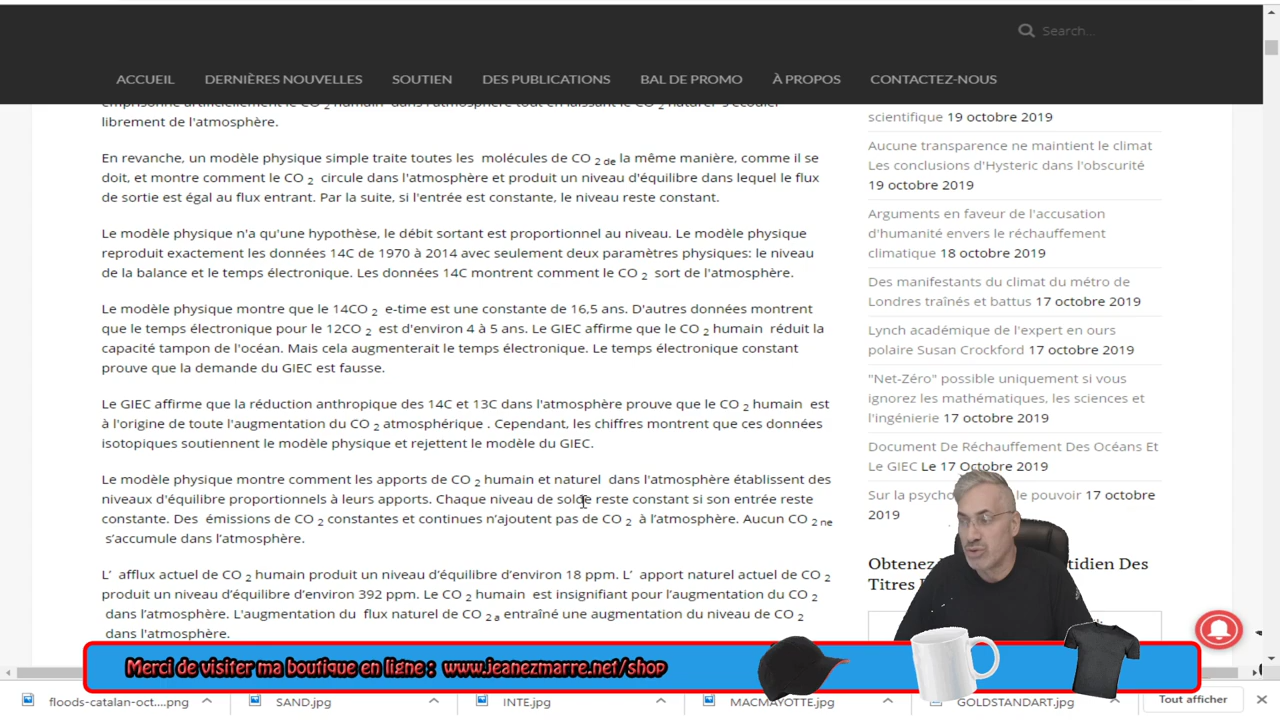 Search...
ACCUEIL DERNIÈRES NOUVELLES SOUTIEN DES PUBLICATIONS BAL DE PROMO À PROPOS CONTACTEZ-NOUS
emprisonné artificiellement le CO 2 humain dans l'atmosphère tout en laissant le CO 2 naturel s'écouler
librement de l'atmosphère.
En revanche, un modèle physique simple traite toutes les molécules de CO 2 de la même manière, comme il se
doit, et montre comment le CO 2 circule dans l'atmosphère et produit un niveau d'équilibre dans lequel le flux
de sortie est égal au flux entrant. Par la suite, si l'entrée est constante, le niveau reste constant.
Le modèle physique n'a qu'une hypothèse, le débit sortant est proportionnel au niveau. Le modèle physique
reproduit exactement les données 14C de 1970 à 2014 avec seulement deux paramètres physiques: le niveau
de la balance et le temps électronique. Les données 14C montrent comment le CO 2 sort de l'atmosphère.
Le modèle physique montre que le 14CO 2 e-time est une constante de 16,5 ans. D'autres données montrent
que le temps électronique pour le 12CO 2 est d'environ 4 à 5 ans. Le GIEC affirme que le CO 2 humain réduit la
capacité tampon de l'océan. Mais cela augmenterait le temps électronique. Le temps électronique constant
prouve que la demande du GIEC est fausse.
Le GIEC affirme que la réduction anthropique des 14C et 13C dans l'atmosphère prouve que le CO 2 humain est
à l'origine de toute l'augmentation du CO 2 atmosphérique . Cependant, les chiffres montrent que ces données
isotopiques soutiennent le modèle physique et rejettent le modèle du GIEC.
Le modèle physique montre comment les apports de CO 2 humain et naturel dans l'atmosphère établissent des
niveaux d'équilibre proportionnels à leurs apports. Chaque niveau de solde reste constant si son entrée reste
constante. Des émissions de CO 2 constantes et continues n'ajoutent pas de CO 2 à l'atmosphère. Aucun CO 2 ne
s'accumule dans l'atmosphère.
L' afflux actuel de CO 2 humain produit un niveau d'équilibre d'environ 18 ppm. L' apport naturel actuel de CO 2
produit un niveau d'équilibre d'environ 392 ppm. Le CO 2 humain est insignifiant pour l'augmentation du CO 2
dans l'atmosphère. L'augmentation du flux naturel de CO 2 a entraîné une augmentation du niveau de CO 2
dans l'atmosphère.
scientifique 19 octobre 2019
Aucune transparence ne maintient le climat
Les conclusions d'Hysteric dans l'obscurité
19 octobre 2019
Arguments en faveur de l'accusation
d'humanité envers le réchauffement
climatique 18 octobre 2019
Des manifestants du climat du métro de
Londres traînés et battus 17 octobre 2019
Lynch académique de l'expert en ours
polaire Susan Crockford 17 octobre 2019
"Net-Zéro" possible uniquement si vous
ignorez les mathématiques, les sciences et
l'ingénierie 17 octobre 2019
Document De Réchauffement Des Océans Et
Le GIEC Le 17 Octobre 2019
Sur la le pouvoir 17 octobre
2019
Obtenez Des
Titres
Merci de visiter ma boutique en ligne : www.jeanezmarre.net/shop
floods-catalan-oct....png SAND.jpg INTE.jpg MACMAYOTTE.jpg GOLDSTANDART.jpg Tout afficher